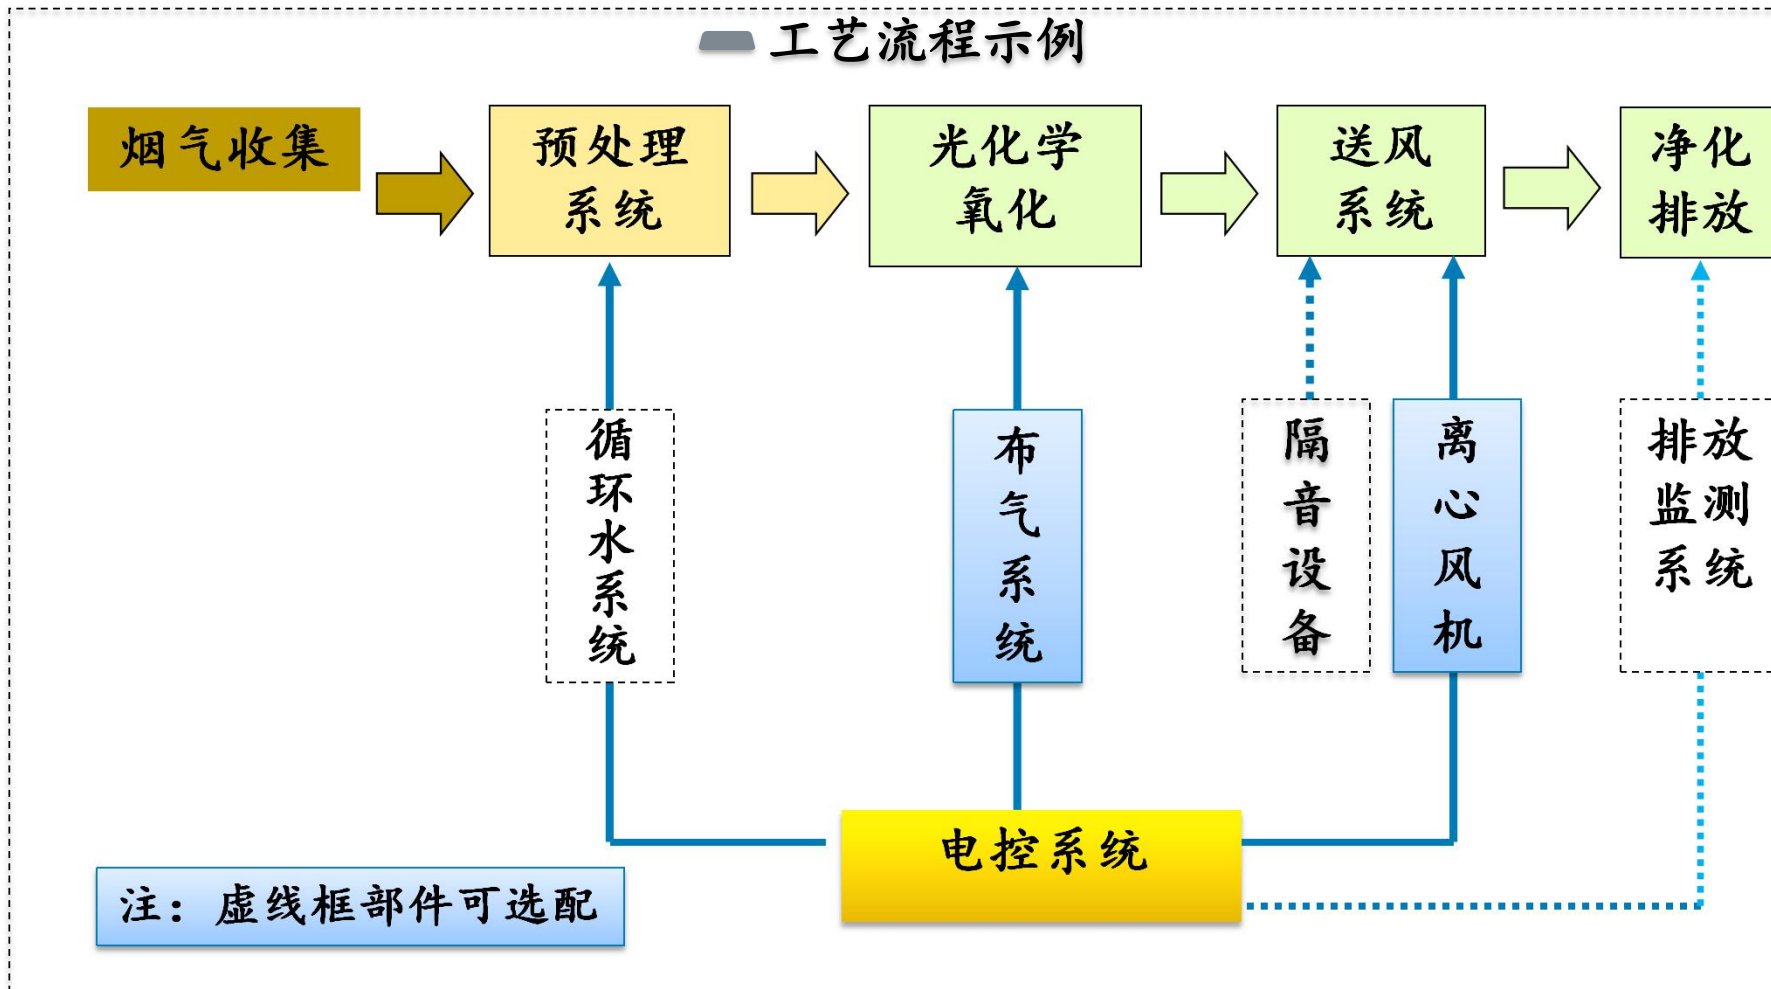 工艺流程示例
烟气收集
预处理
系统
光化学
氧化
送风
系统
净化
排放
循环水系统
布气系统
隔音设备
离心风机
排放
监测
系统
电控系统
注：虚线框部件可选配